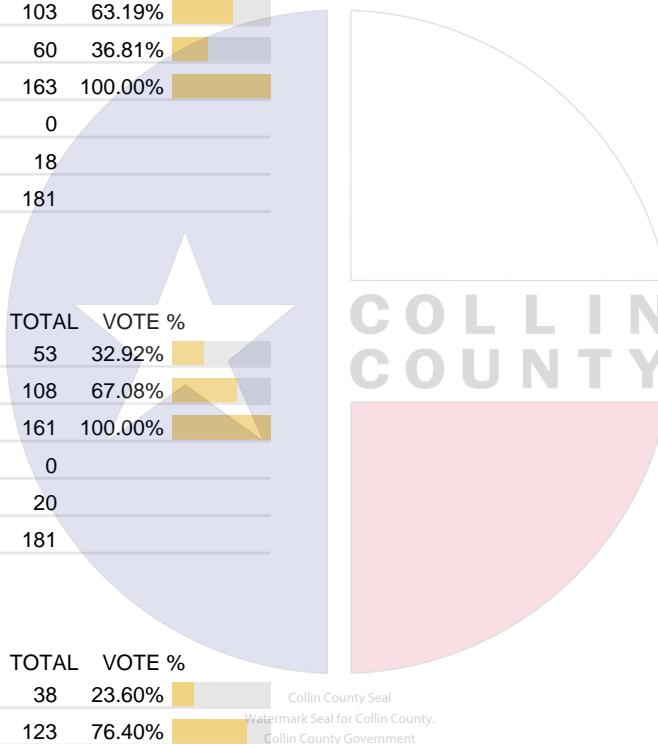 103 63.19%
60 36.81%
163 100.00%
0
18
181
TOTAL VOTE %
53 32.92%
108 67.08%
161 100.00%
0
20
181
TOTAL VOTE %
38 23.60%
123 76.40%
COLLIN
COUNTY
Collin County Seal
Watermark Seal for Collin County.
Collin County Government